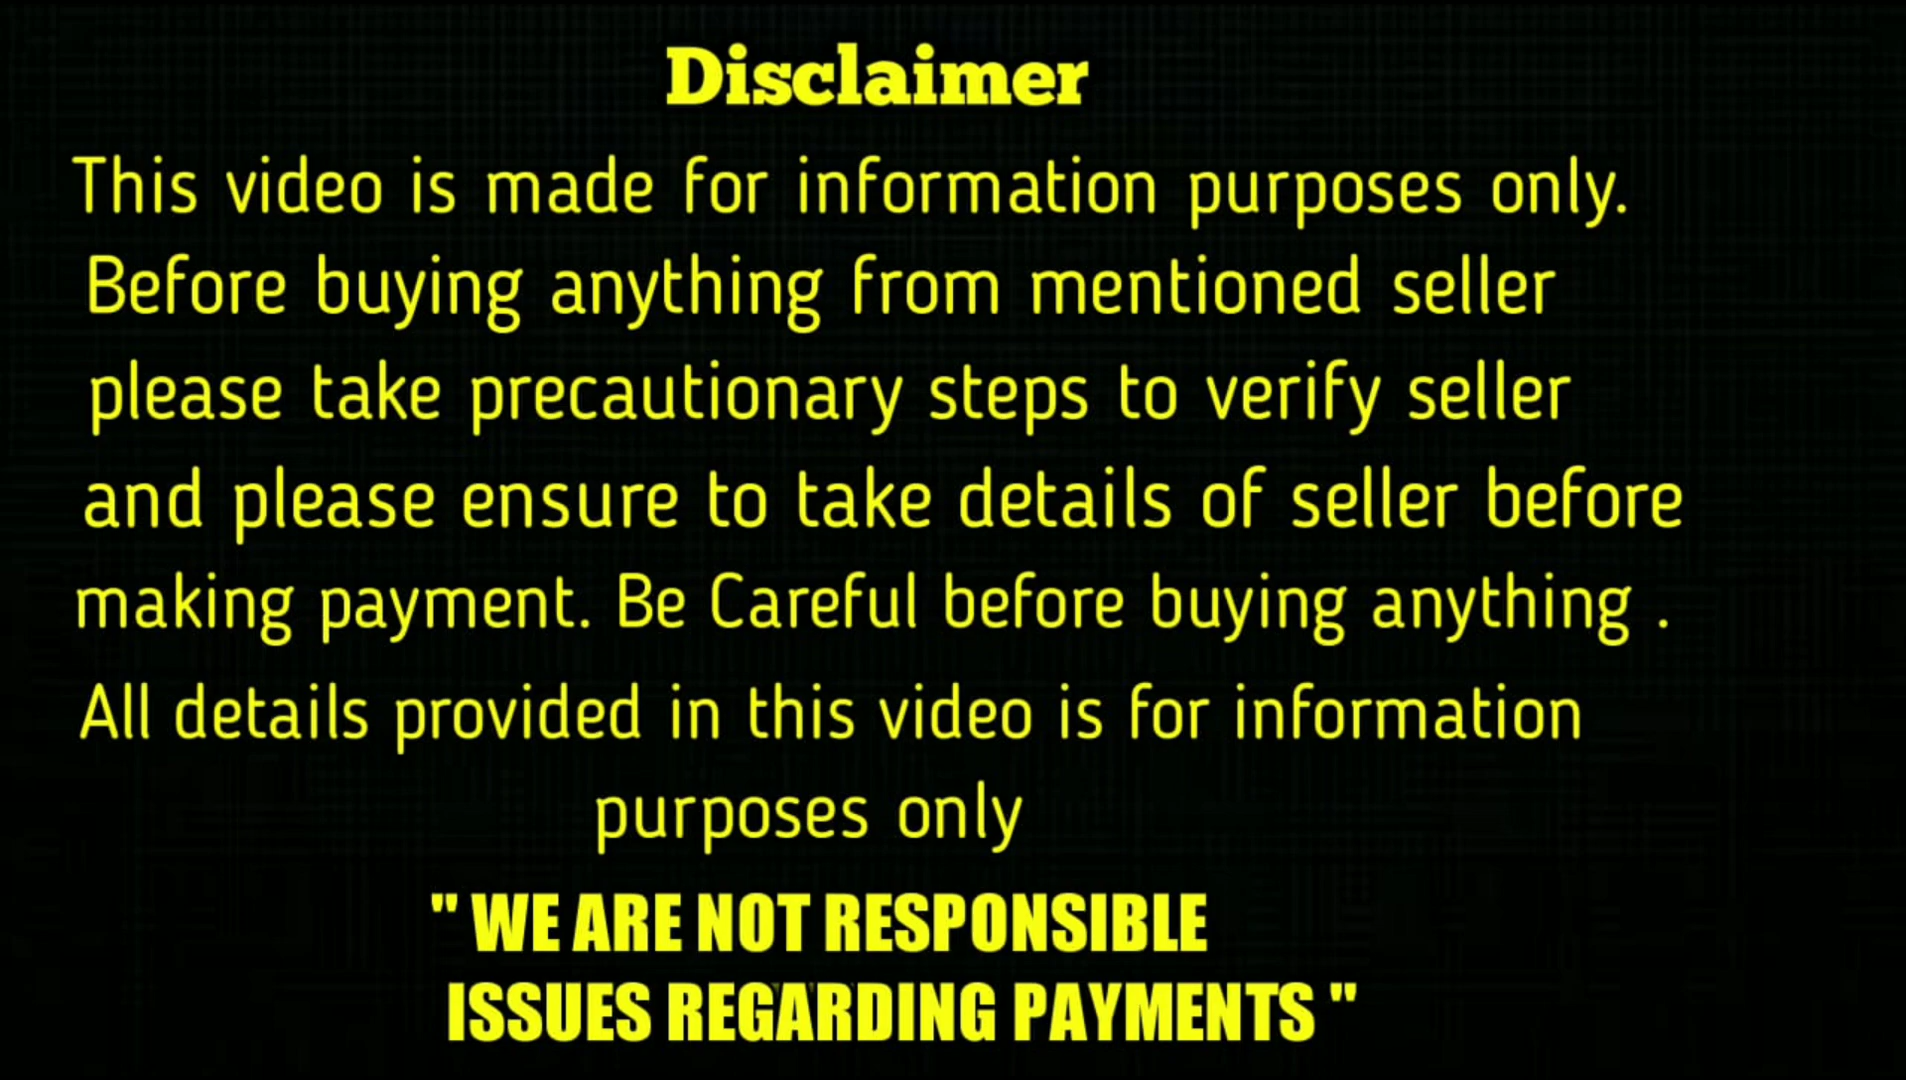 Disclaimer
This video is made for information purposes only.
Before buying anything from mentioned seller
please take precautionary steps to verify seller
and please ensure to take details of seller before
making payment. Be Careful before buying anything .
All details provided in this video is for information
purposes only
" WE ARE NOT RESPONSIBLE
ISSUES REGARDING PAYMENTS "